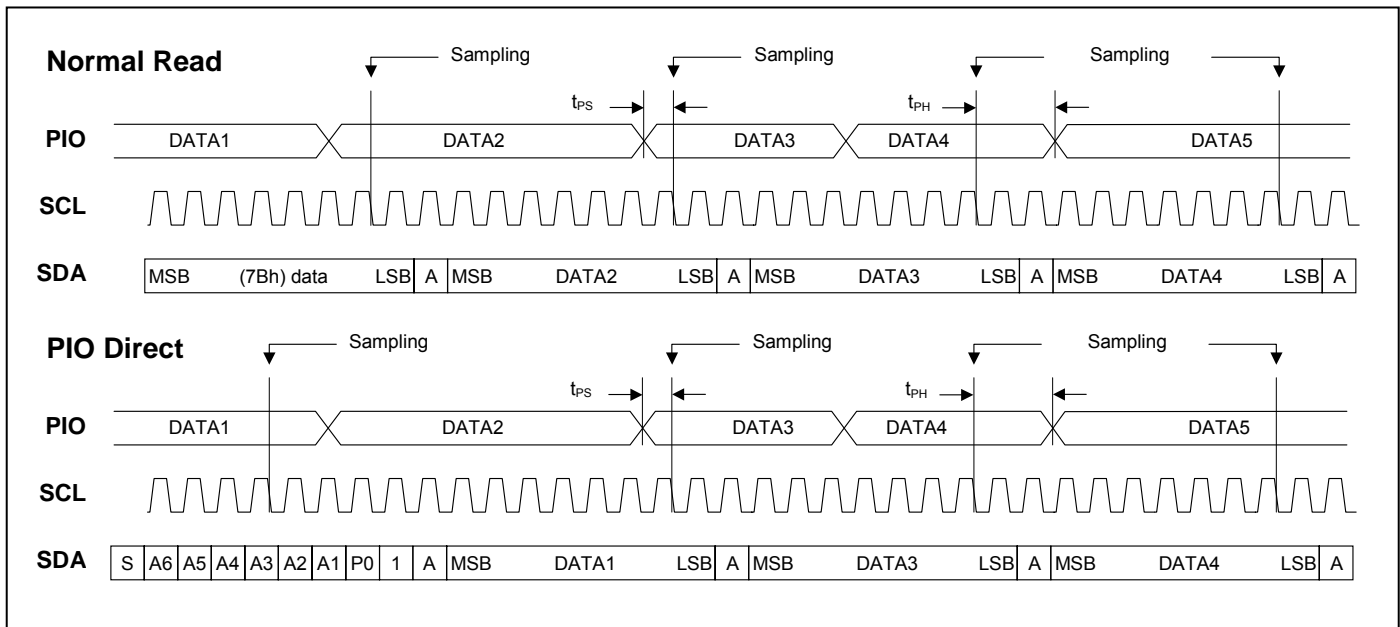 Normal Read
Sampling Sampling Sampling
tPS tPH
PIO DATA1 DATA2 DATA3 DATA4 DATA5
SCL
SDA MSB (7Bh) data LSB A MSB DATA2 LSB A MSB DATA3 LSB A MSB DATA4 LSB A
PIO Direct
Sampling Sampling Sampling
tPS tPH
PIO DATA1 DATA2 DATA3 DATA4 DATA5
SCL
SDA S A6 A5 A4 A3 A2 A1 P0 1 A MSB DATA1 LSB A MSB DATA3 LSB A MSB DATA4 LSB A